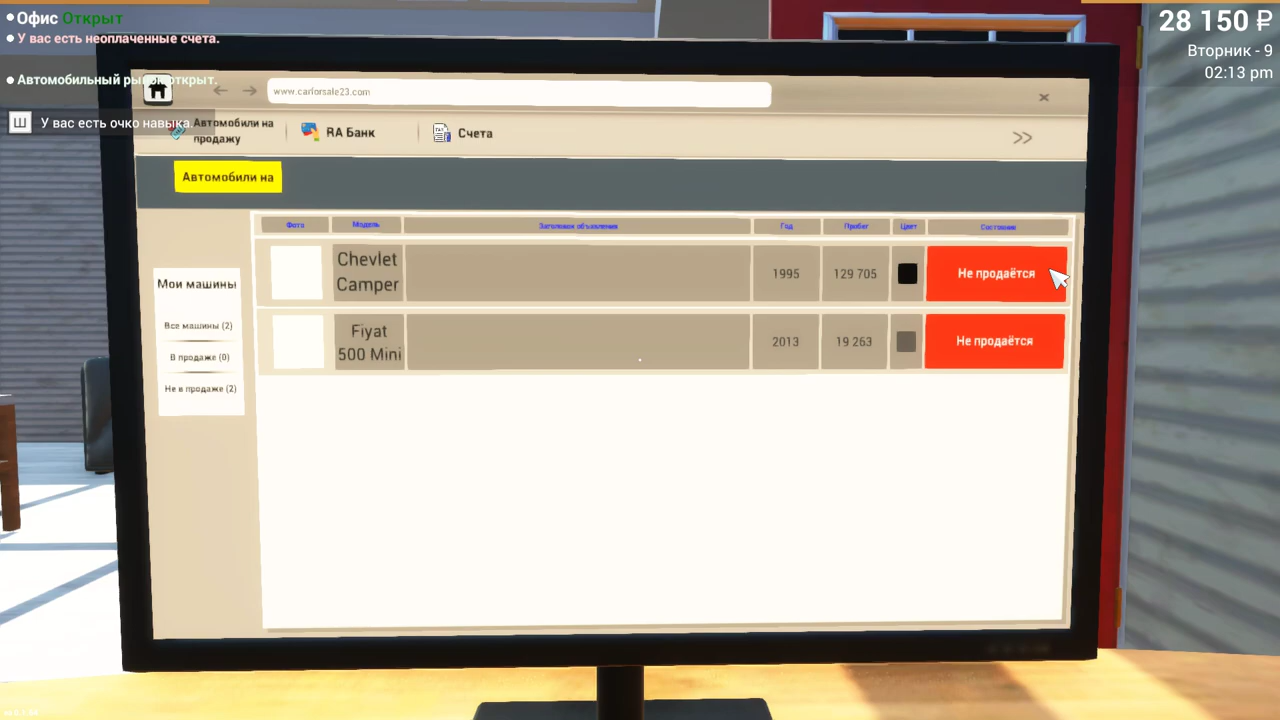 Офис Открыт
У вас есть неоплаченные счета.
Автомобильный рынок открыт.
Ш У вас есть очко навыка.
28 150 ₽
Вторник - 9
02:13 pm
www.carforsale23.com
Автомобили на
продажу
RA Банк
Счета
Автомобили на
Фото Модель Заголовок объявления Год Пробег Цвет Состояние
Chevlet
Camper
1995 129 705 Не продаётся
Fiyat
500 Mini
2013 19 263 Не продаётся
Мои машины
Все машины (2)
В продаже (0)
Не в продаже (2)